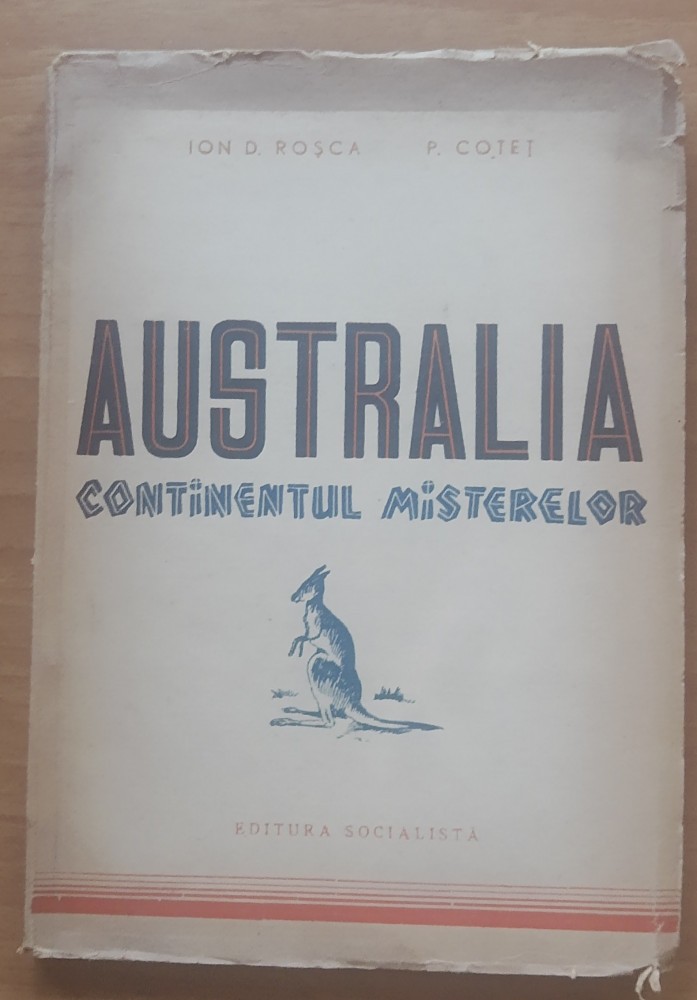 ION D. ROȘCA P. COȚEȚ
AUSTRALIA
CONTINENTUL MISTERELOR
EDITURA SOCIALISTĂ